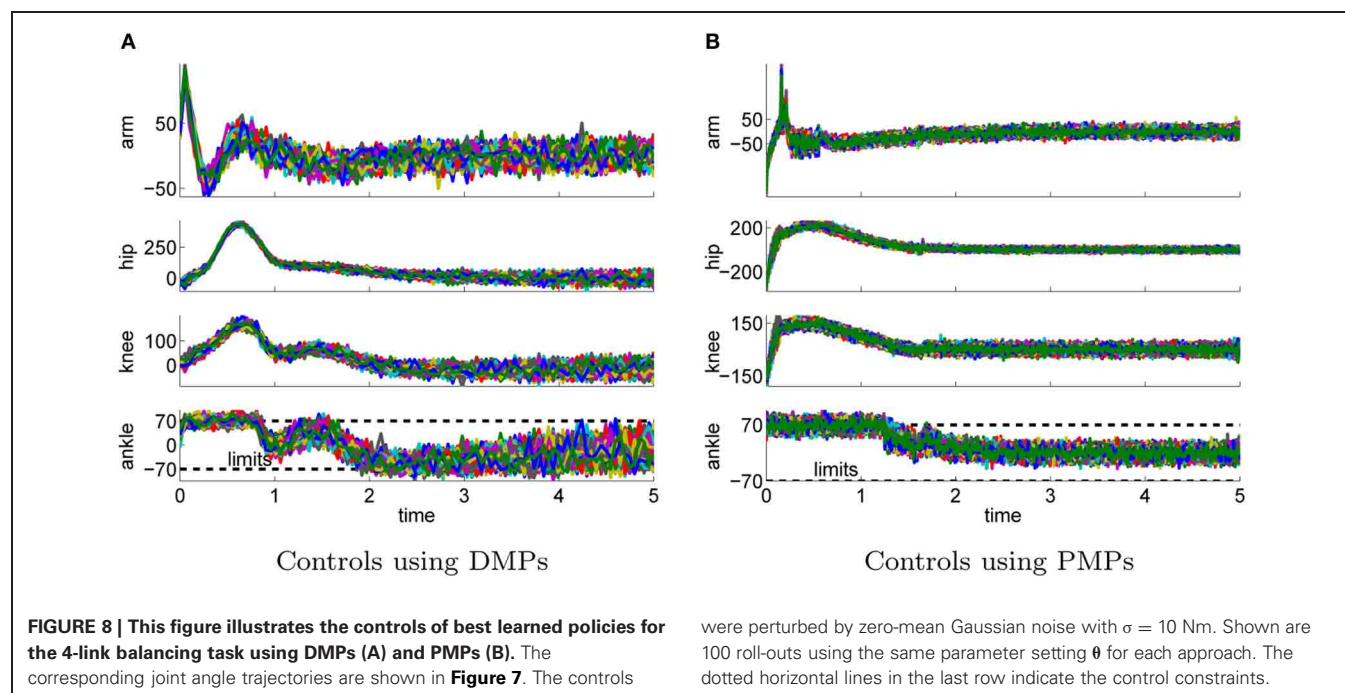 A
arm
50
−50
hip
250
0
knee
100
0
ankle
70
0
−70
limits
0 1 2 3 4 5
time
Controls using DMPs
B
arm
50
−50
hip
200
−200
knee
150
−150
ankle
70
−70
limits
0 1 2 3 4 5
time
Controls using PMPs
FIGURE 8 | This figure illustrates the controls of best learned policies for
the 4-link balancing task using DMPs (A) and PMPs (B). The
corresponding joint angle trajectories are shown in Figure 7. The controls
were perturbed by zero-mean Gaussian noise with σ = 10 Nm. Shown are
100 roll-outs using the same parameter setting θ for each approach. The
dotted horizontal lines in the last row indicate the control constraints.